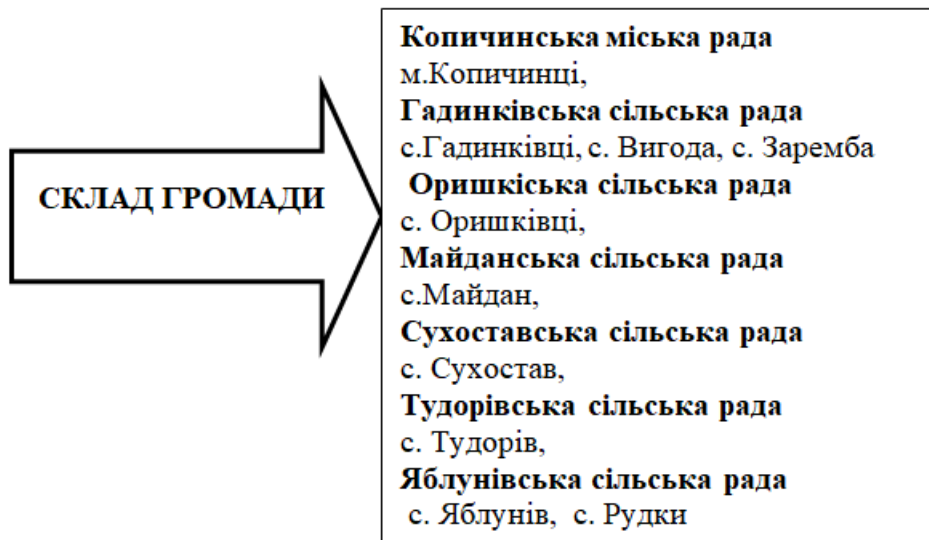 СКЛАД ГРОМАДИ
Копичинська міська рада
м.Копичинці,
Гадинківська сільська рада
с.Гадинківці, с. Вигода, с. Заремба
Оришкіська сільська рада
с. Оришківці,
Майданська сільська рада
с.Майдан,
Сухоставська сільська рада
с. Сухостав,
Тудорівська сільська рада
с. Тудорів,
Яблунівська сільська рада
с. Яблунів, с. Рудки